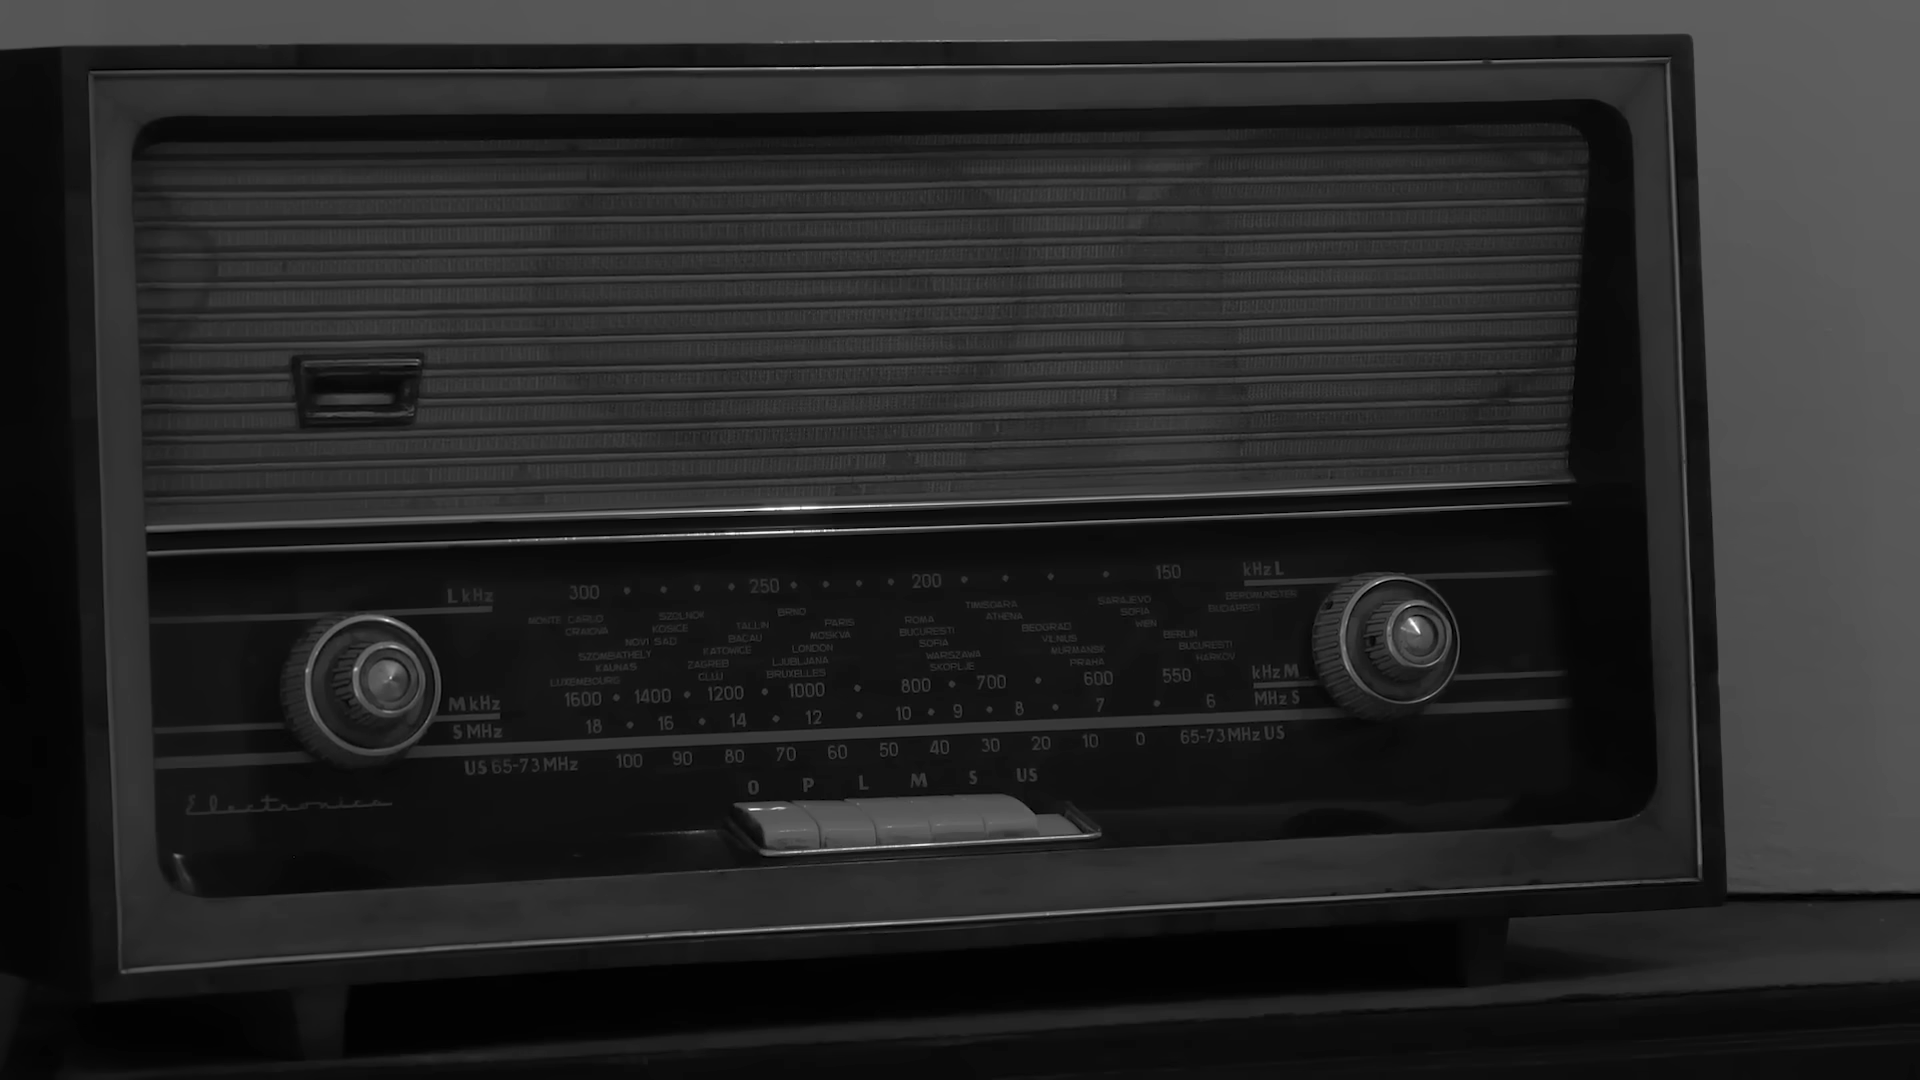 L kHz 300 250 200 150 kHz L
MONTE CARLO SZOLNOK BRNO TIMISOARA SARAJEVO BEROMUNSTER
CRAIOVA KOSICE TALLIN PARIS ROMA ATHENA SOFIA BUDAPEST
NOVI SAD BACAU MOSKVA BUCURESTI BEOGRAD WIEN
SZOMBATHELY KATOWICE LONDON SOFIA VILNIUS BERLIN
KAUNAS ZAGREB LJUBLJANA WARSZAWA MURMANSK BUCURESTI
LUXEMBOURG CLUJ BRUXELLES SKOPLJE PRAHA HARKOV
M kHz 1600 1400 1200 1000 800 700 600 550 kHz M
S MHz 18 16 14 12 10 9 8 7 6 MHz S
US 65-73 MHz 100 90 80 70 60 50 40 30 20 10 0 65-73 MHz US
O P L M S US
Electronica